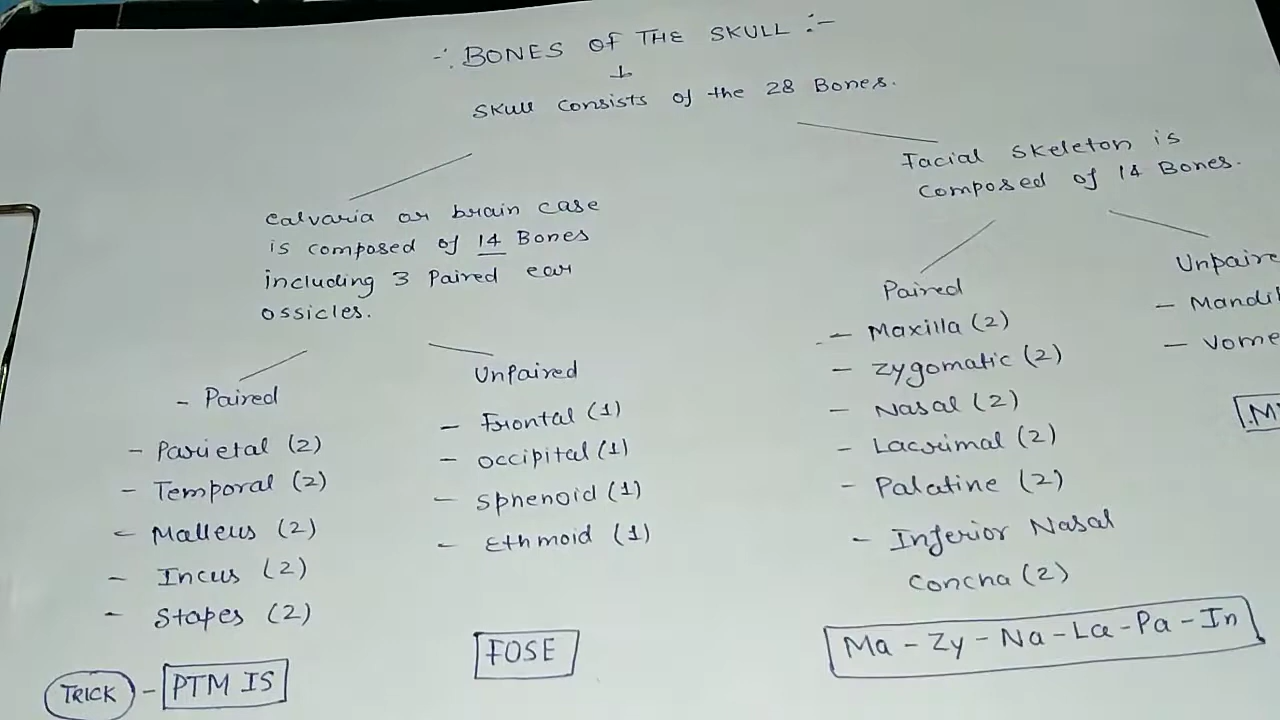 -:. BONES OF THE SKULL :-
Skull Consists of the 28 Bones.
Calvaria or brain case
is composed of 14 Bones
including 3 Paired ear
ossicles.
- Paired
- Parietal (2)
- Temporal (2)
- Malleus (2)
- Incus (2)
- Stapes (2)
TRICK - PTM IS
Unpaired
- Frontal (1)
- Occipital (1)
- Sphenoid (1)
- Ethmoid (1)
FOSE
Facial Skeleton is
Composed of 14 Bones.
Paired
- Maxilla (2)
- Zygomatic (2)
- Nasal (2)
- Lacrimal (2)
- Palatine (2)
- Inferior Nasal
Concha (2)
Ma - Zy - Na - La - Pa - In
Unpaire
- Mandi
- Vome